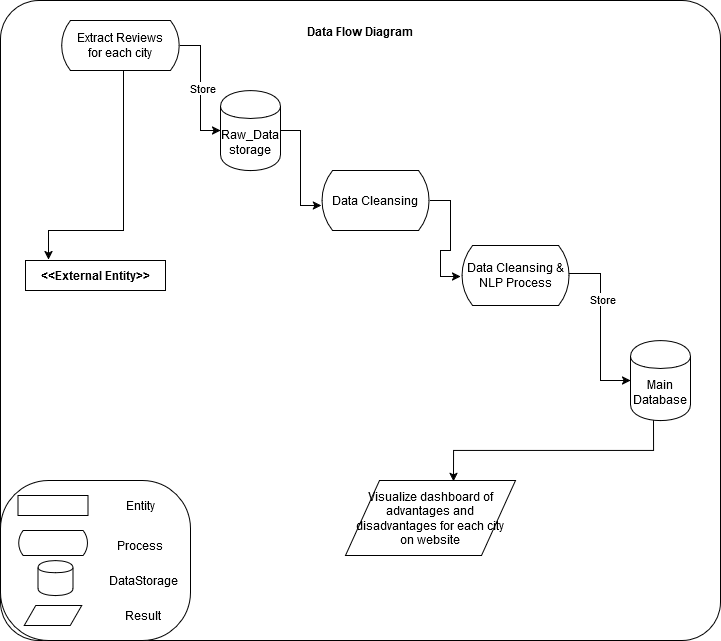 Data Flow Diagram
Extract Reviews
for each city
Store
Raw_Data
storage
Data Cleansing
<<External Entity>>
Data Cleansing &
NLP Process
Store
Main
Database
Visualize dashboard of
advantages and
disadvantages for each city
on website
Entity
Process
DataStorage
Result